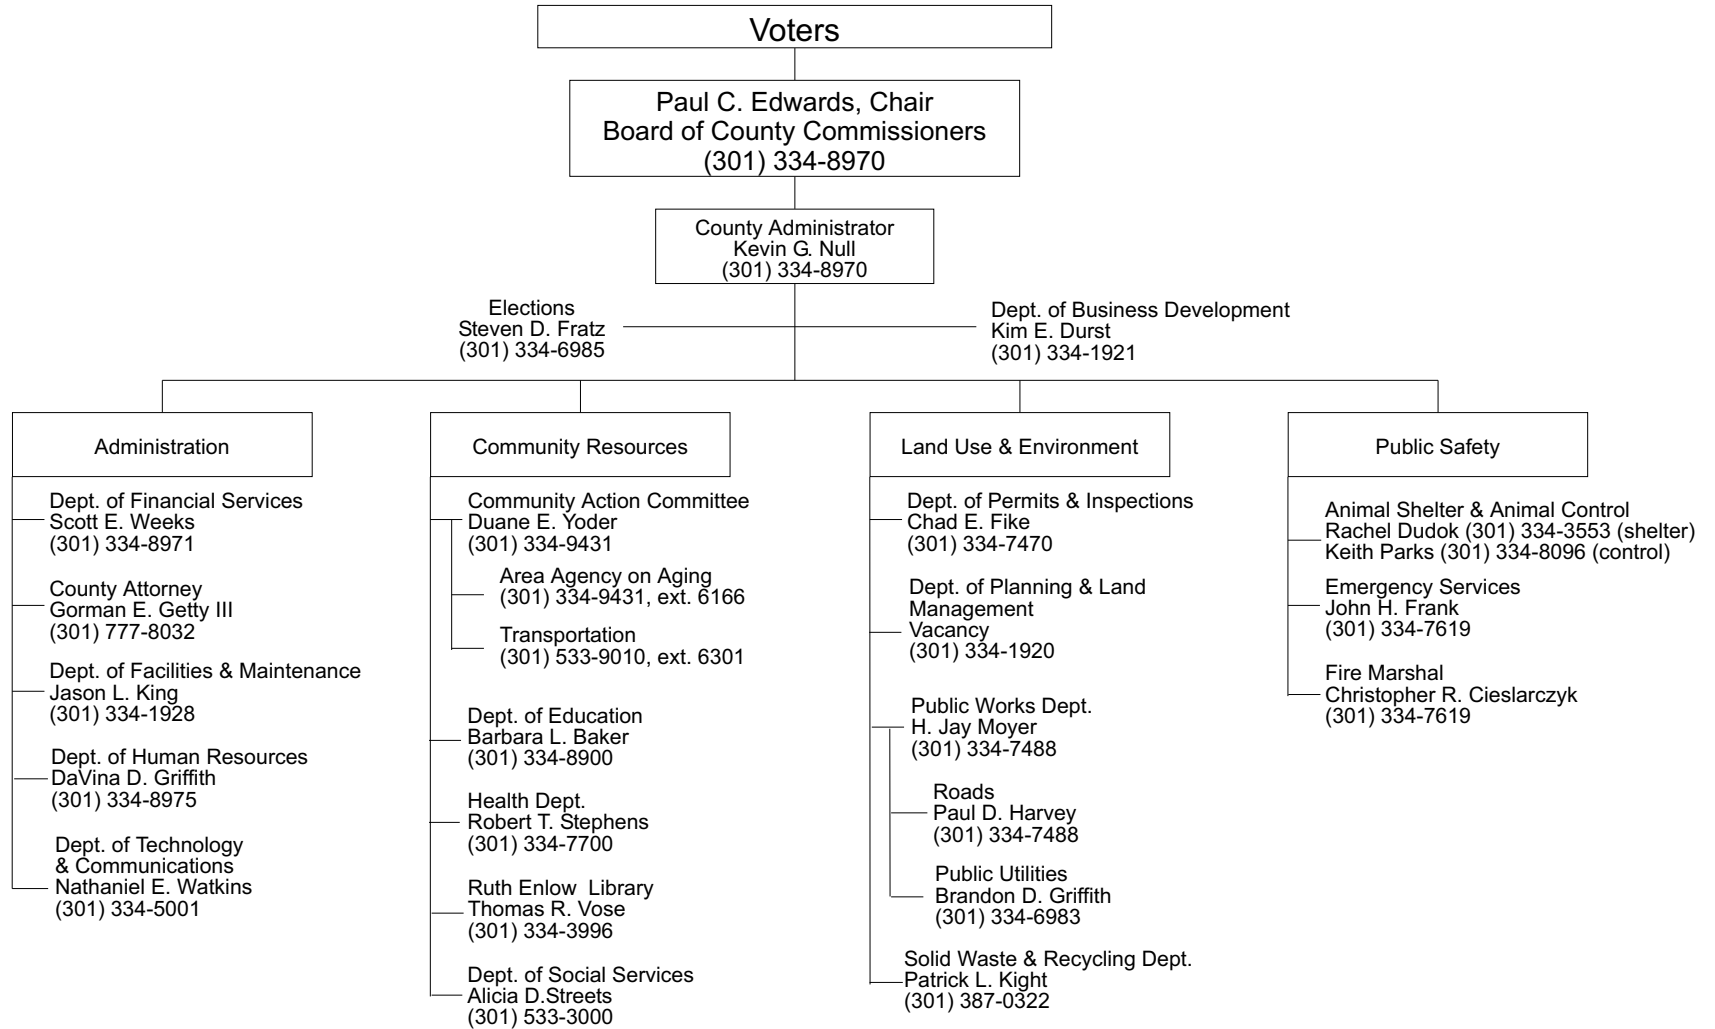 Voters
Paul C. Edwards, Chair
Board of County Commissioners
(301) 334-8970
County Administrator
Kevin G. Null
(301) 334-8970
Elections
Steven D. Fratz
(301) 334-6985
Dept. of Business Development
Kim E. Durst
(301) 334-1921
Administration
Dept. of Financial Services
Scott E. Weeks
(301) 334-8971
County Attorney
Gorman E. Getty III
(301) 777-8032
Dept. of Facilities & Maintenance
Jason L. King
(301) 334-1928
Dept. of Human Resources
DaVina D. Griffith
(301) 334-8975
Dept. of Technology
& Communications
Nathaniel E. Watkins
(301) 334-5001
Community Resources
Community Action Committee
Duane E. Yoder
(301) 334-9431
Area Agency on Aging
(301) 334-9431, ext. 6166
Transportation
(301) 533-9010, ext. 6301
Dept. of Education
Barbara L. Baker
(301) 334-8900
Health Dept.
Robert T. Stephens
(301) 334-7700
Ruth Enlow  Library
Thomas R. Vose
(301) 334-3996
Dept. of Social Services
Alicia D.Streets
(301) 533-3000
Land Use & Environment
Dept. of Permits & Inspections
Chad E. Fike
(301) 334-7470
Dept. of Planning & Land
Management
Vacancy
(301) 334-1920
Public Works Dept.
H. Jay Moyer
(301) 334-7488
Roads
Paul D. Harvey
(301) 334-7488
Public Utilities
Brandon D. Griffith
(301) 334-6983
Solid Waste & Recycling Dept.
Patrick L. Kight
(301) 387-0322
Public Safety
Animal Shelter & Animal Control
Rachel Dudok (301) 334-3553 (shelter)
Keith Parks (301) 334-8096 (control)
Emergency Services
John H. Frank
(301) 334-7619
Fire Marshal
Christopher R. Cieslarczyk
(301) 334-7619